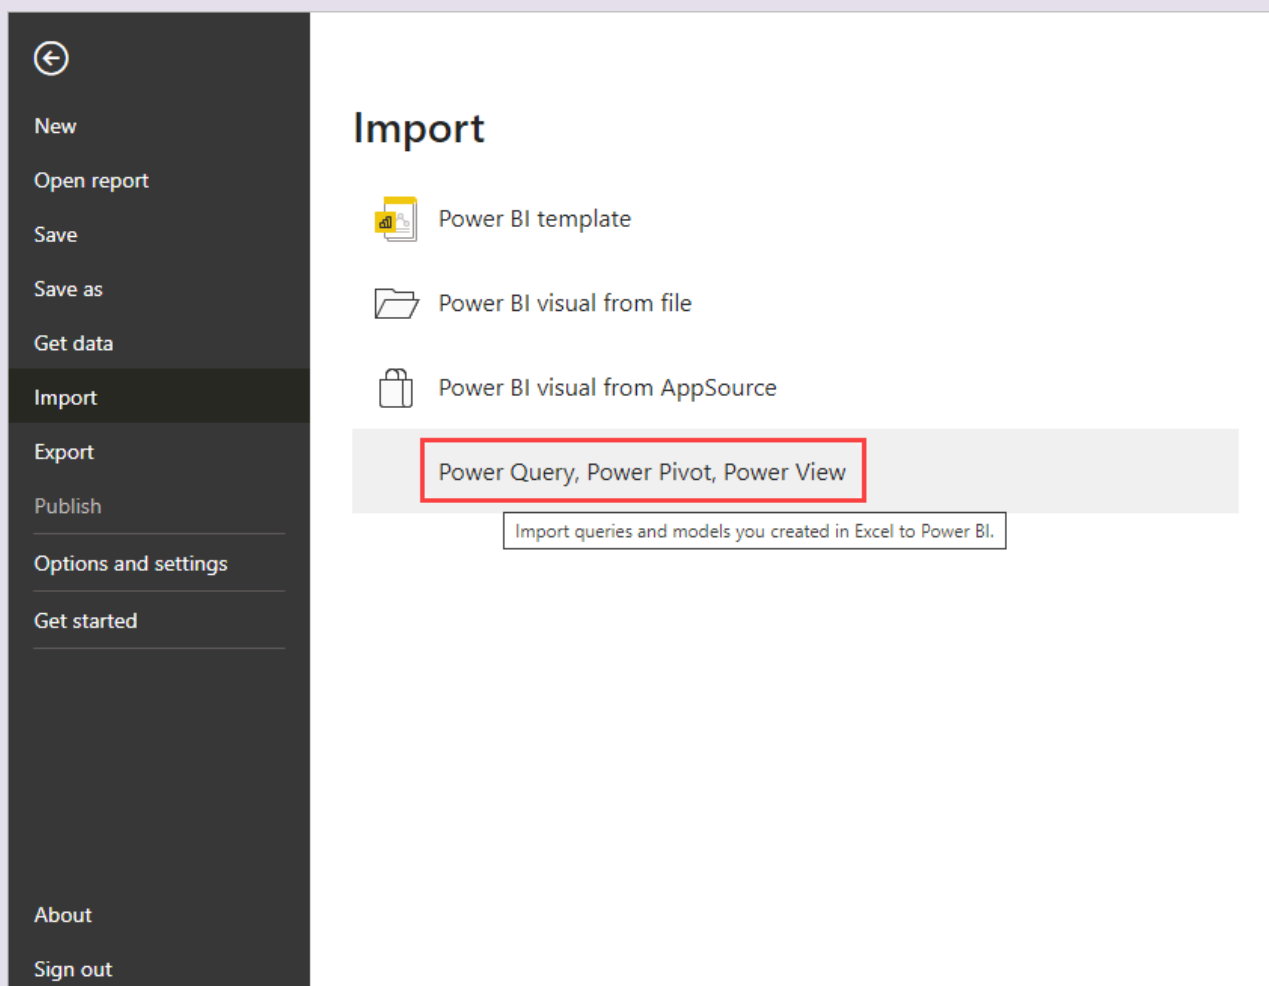 New
Open report
Save
Save as
Get data
Import
Export
Publish
Options and settings
Get started
About
Sign out
Import
Power BI template
Power BI visual from file
Power BI visual from AppSource
Power Query, Power Pivot, Power View
Import queries and models you created in Excel to Power BI.